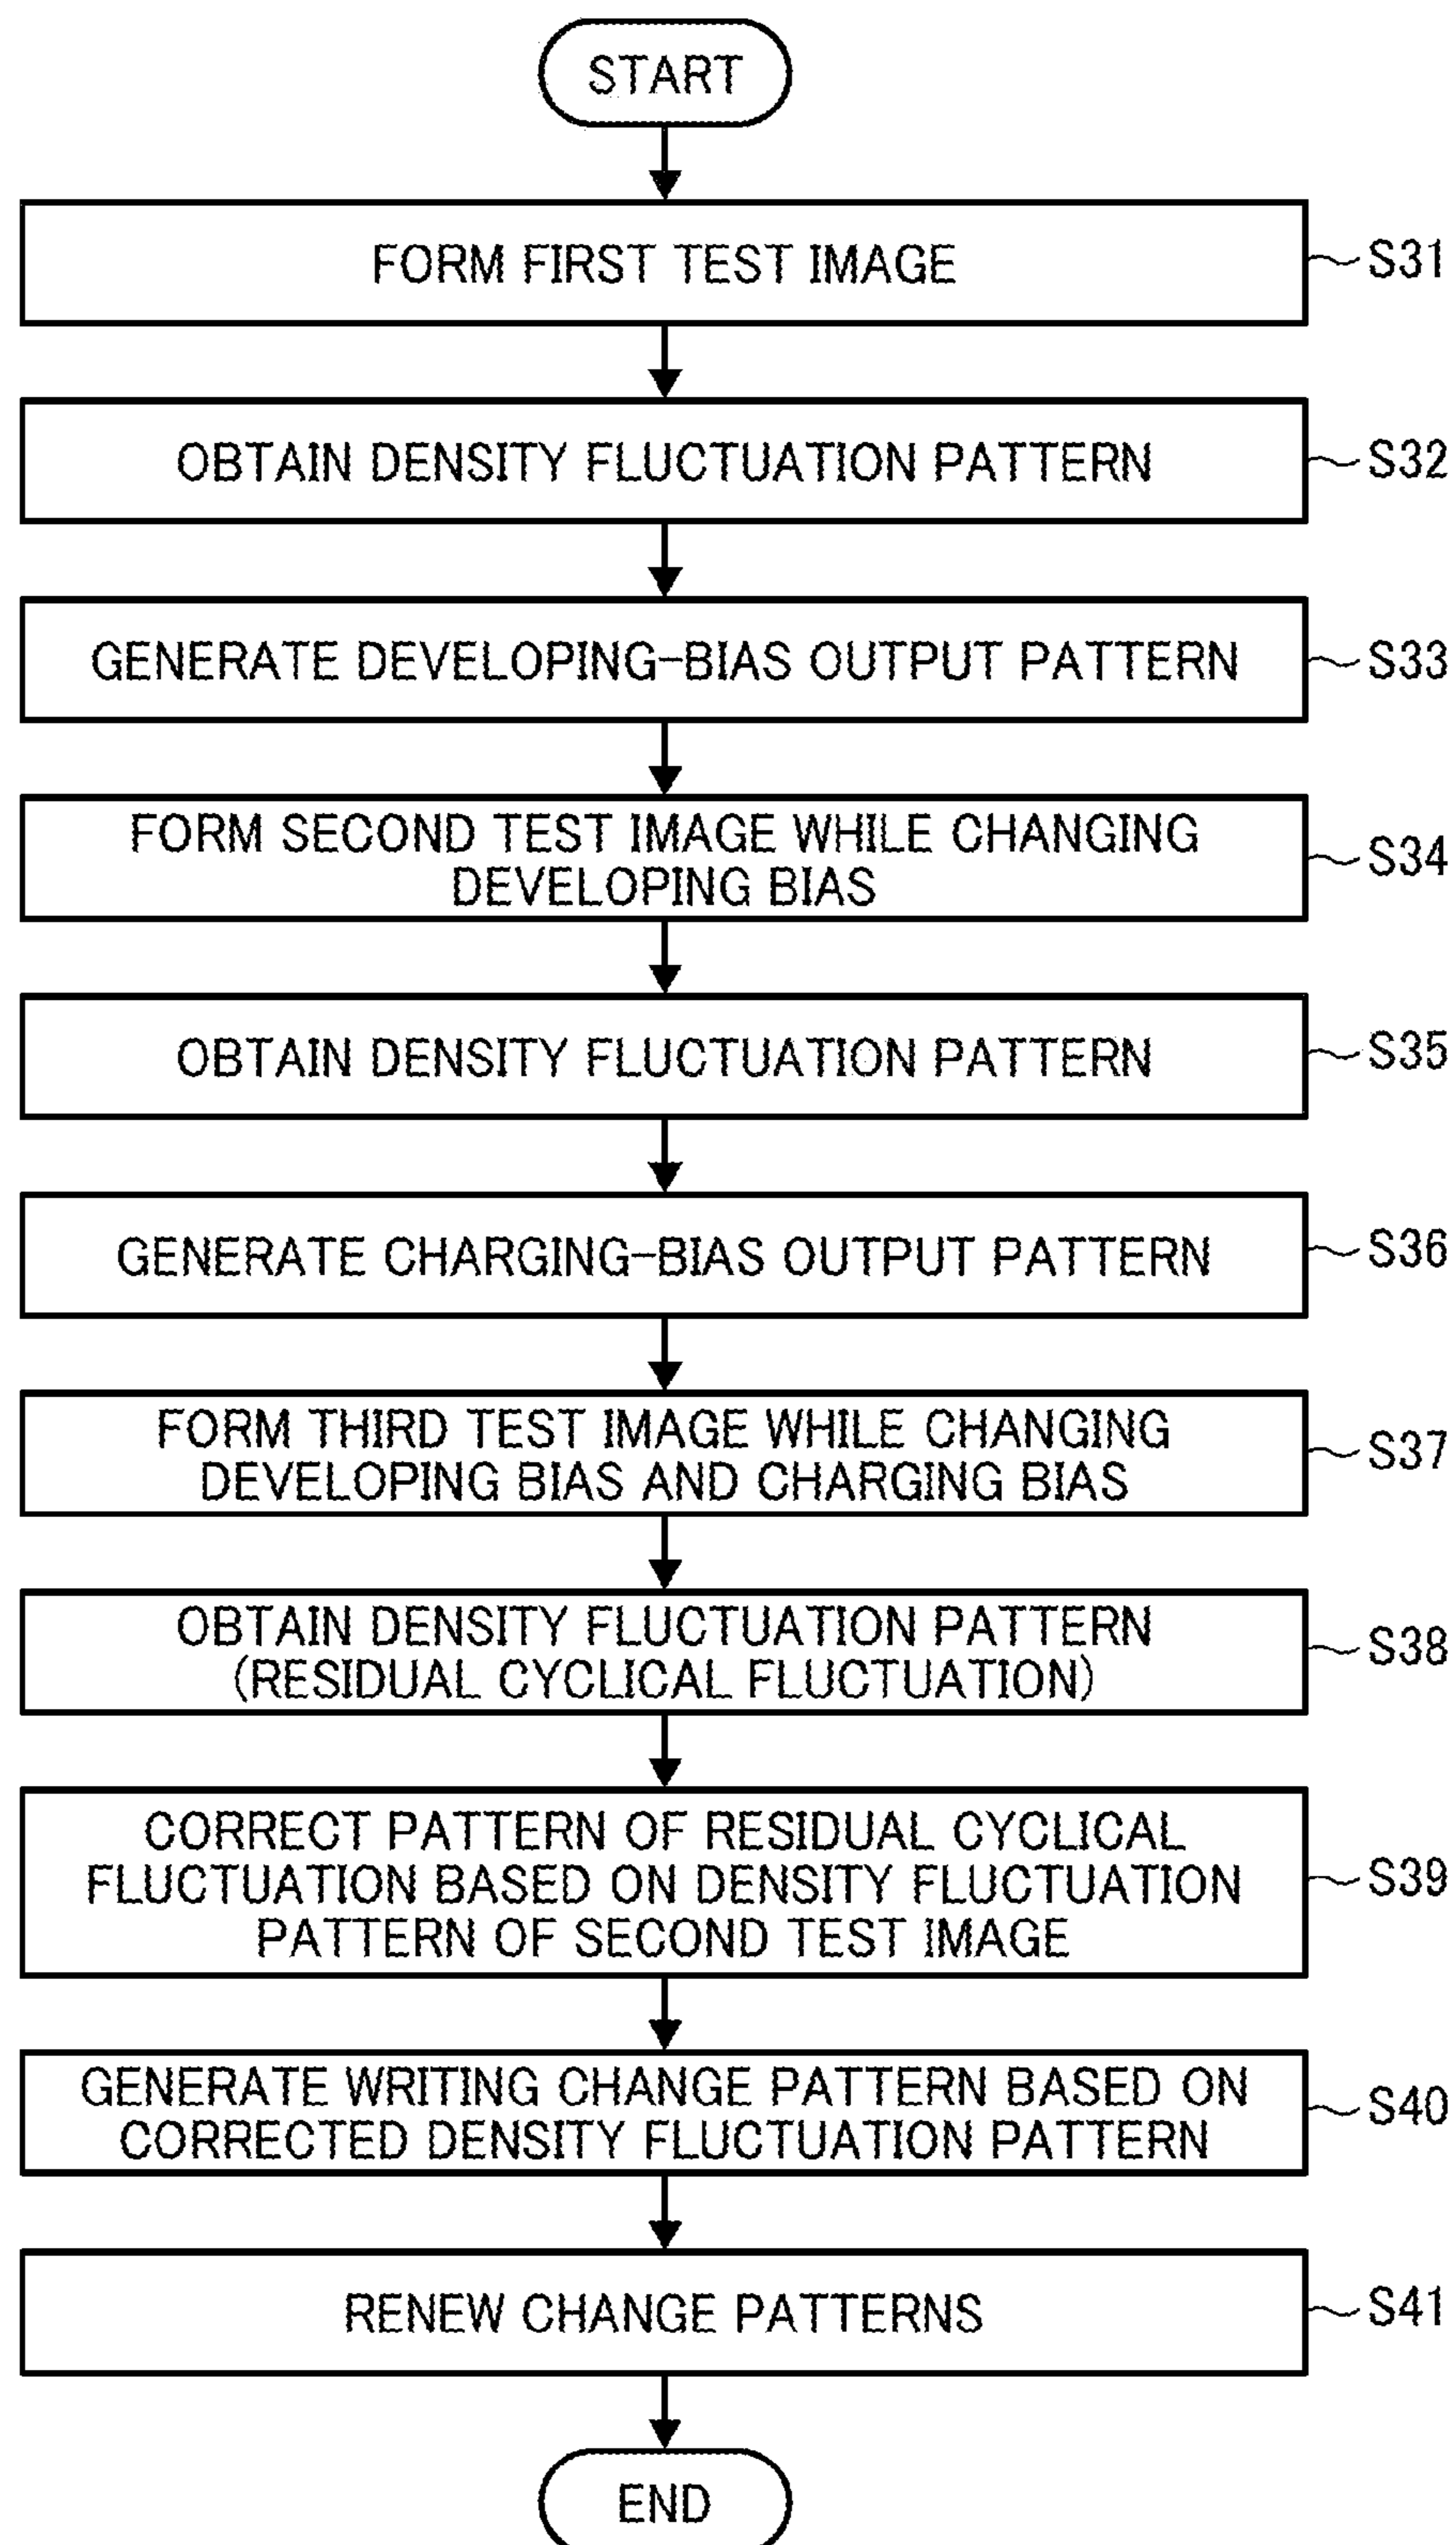 START
FORM FIRST TEST IMAGE
S31
OBTAIN DENSITY FLUCTUATION PATTERN
S32
GENERATE DEVELOPING-BIAS OUTPUT PATTERN
S33
FORM SECOND TEST IMAGE WHILE CHANGING
DEVELOPING BIAS
S34
OBTAIN DENSITY FLUCTUATION PATTERN
S35
GENERATE CHARGING-BIAS OUTPUT PATTERN
S36
FORM THIRD TEST IMAGE WHILE CHANGING
DEVELOPING BIAS AND CHARGING BIAS
S37
OBTAIN DENSITY FLUCTUATION PATTERN
(RESIDUAL CYCLICAL FLUCTUATION)
S38
CORRECT PATTERN OF RESIDUAL CYCLICAL
FLUCTUATION BASED ON DENSITY FLUCTUATION
PATTERN OF SECOND TEST IMAGE
S39
GENERATE WRITING CHANGE PATTERN BASED ON
CORRECTED DENSITY FLUCTUATION PATTERN
S40
RENEW CHANGE PATTERNS
S41
END